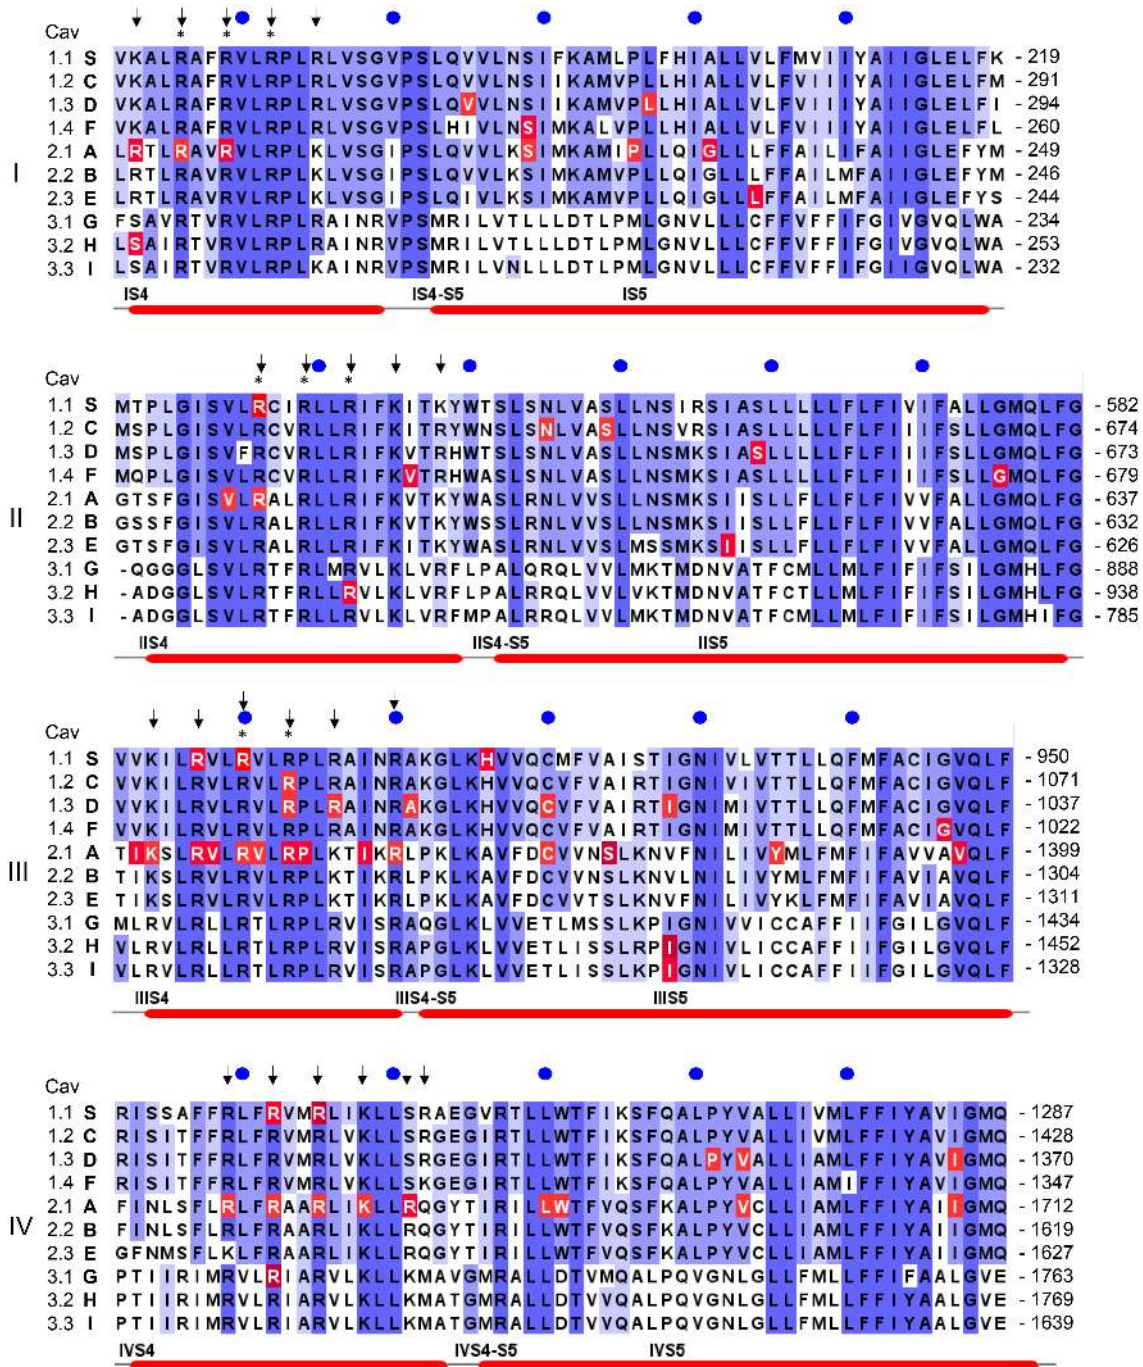 Cav
* * *
1.1 S VKALRAFRVLRPLRLVSGVPSLQVVLNSIFKAMLPLFHIALLVLFMVIIYAIIGLELFK - 219
1.2 C VKALRAFRVLRPLRLVSGVPSLQVVLNSIIKAMVPLLHIALLVLFVIIIYAIIGLELFM - 291
1.3 D VKALRAFRVLRPLRLVSGVPSLQVVLNSIIKAMVPLLHIALLVLFVIIIYAIIGLELFI - 294
1.4 F VKALRAFRVLRPLRLVSGVPSLHIVLNSIMKALVPLLHIALLVLFVIIIYAIIGLELFL - 260
I
2.1 A LRTLRAVRVLRPLKLVSGIPSLQVVLKSIMKAMIPLLQIGLLLFFAILIFAIIGLEFYM - 249
2.2 B LRTLRAVRVLRPLKLVSGIPSLQVVLKSIMKAMIPLLQIGLLLFFAILMFAIIGLEFYM - 246
2.3 E LRTLRAVRVLRPLKLVSGIPSLQVVLKSIMKAMIPLLQIGLLLFFAILMFAIIGLEFYS - 244
3.1 G FSAVRTVRVLRPLRAINRVPSMRILVTLLLDTLPMLGNVLLLCFFVFFIFGIVGVQLWA - 234
3.2 H LSAIRTVRVLRPLRAINRVPSMRILVTLLLDTLPMLGNVLLLCFFVFFIFGIVGVQLWA - 253
3.3 I LSAIRTVRVLRPLKAINRVPSMRILVNLLLDTLPMLGNVLLLCFFVFFIFGIIGVQLWA - 232
IS4 IS4-S5 IS5
Cav
* * *
1.1 S MTPLGISVLRCIRLLRIFKITKYWTSLSNLVASLLNSIRSIASLLLLLFLFIVIFALLGMQLFG - 582
1.2 C MSPLGISVLRCVRLLRIFKITRYWNSLSNLVASLLNSVRSIASLLLLLFLFIIIFSLLGMQLFG - 674
1.3 D MSPLGISVFRCVRLLRIFKVTRHWTSLSNLVASLLNSMKSIASLLLLLFLFIIIFSLLGMQLFG - 673
1.4 F MQPLGISVLRCVRLLRIFKVTRHWASLSNLVASLLNSMKSIASLLLLLFLFIIIFSLLGMQLFG - 679
II
2.1 A GTSFGISVLRALRLLRIFKVTKYWASLRNLVVSLLNSMKSIISLLFLLFLFIVVFALLGMQLFG - 637
2.2 B GSSFGISVLRALRLLRIFKVTKYWSSLRNLVVSLLNSMKSIISLLFLLFLFIVVFALLGMQLFG - 632
2.3 E GTSFGISVLRALRLLRIFKITKYWASLRNLVVSLMSSMKSIISLLFLLFLFIVVFALLGMQLFG - 626
3.1 G -QGGGLSVLRTFRLMRVLKLVRFLPALQRQLVVLMKTMDNVATFCMLLMLFIFIFSILGMHLFG - 888
3.2 H -ADGGLSVLRTFRLLRVLKLVRFLPALRRQLVVLVKTMDNVATFCTLLMLFIFIFSILGMHLFG - 938
3.3 I -ADGGLSVLRTFRLLRVLKLVRFMPALRRQLVVLMKTMDNVATFCMLLMLFIFIFSILGMHIFG - 785
IIS4 IIS4-S5 IIS5
Cav
* *
1.1 S VVKILRVLRVLRPLRAINRAKGLKHVVQCMFVAISTIGNIVLVTTLLQFMFACIGVQLF - 950
1.2 C VVKILRVLRVLRPLRAINRAKGLKHVVQCVFVAIRTIGNIVIVTTLLQFMFACIGVQLF - 1071
1.3 D VVKILRVLRVLRPLRAINRAKGLKHVVQCVFVAIRTIGNIMIVTTLLQFMFACIGVQLF - 1037
1.4 F VVKILRVLRVLRPLRAINRAKGLKHVVQCVFVAIRTIGNIMIVTTLLQFMFACIGVQLF - 1022
III
2.1 A TIKSLRVLRVLRPLKTIKRLPKLKAVFDCVVNSLKNVFNILIVYMLFMFIFAVVAVQLF - 1399
2.2 B TIKSLRVLRVLRPLKTIKRLPKLKAVFDCVVNSLKNVLNILIVYMLFMFIFAVIAVQLF - 1304
2.3 E TIKSLRVLRVLRPLKTIKRLPKLKAVFDCVVTSLKNVFNILIVYKLFMFIFAVIAVQLF - 1311
3.1 G MLRVLRLLRTLRPLRVISRAQGLKLVVETLMSSLKPIGNIVVICCAFFIIFGILGVQLF - 1434
3.2 H VLRVLRLLRTLRPLRVISRAPGLKLVVETLISSLRPIGNIVLICCAFFIIFGILGVQLF - 1452
3.3 I VLRVLRLLRTLRPLRVISRAPGLKLVVETLISSLKPIGNIVLICCAFFIIFGILGVQLF - 1328
IIIS4 IIIS4-S5 IIIS5
Cav
1.1 S RISSAFFRLFRVMRLIKLLSRAEGVRTLLWTFIKSFQALPYVALLIVMLFFIYAVIGMQ - 1287
1.2 C RISITFFRLFRVMRLVKLLSRGEGIRTLLWTFIKSFQALPYVALLIVMLFFIYAVIGMQ - 1428
1.3 D RISITFFRLFRVMRLVKLLSRGEGIRTLLWTFIKSFQALPYVALLIAMLFFIYAVIGMQ - 1370
1.4 F RISITFFRLFRVMRLVKLLSKGEGIRTLLWTFIKSFQALPYVALLIAMIFFIYAVIGMQ - 1347
IV
2.1 A FINLSFLRLFRAARLIKLLRQGYTIRILLWTFVQSFKALPYVCLLIAMLFFIYAIIGMQ - 1712
2.2 B FINLSFLRLFRAARLIKLLRQGYTIRILLWTFVQSFKALPYVCLLIAMLFFIYAIIGMQ - 1619
2.3 E GFNMSFLKLFRAARLIKLLRQGYTIRILLWTFVQSFKALPYVCLLIAMLFFIYAIIGMQ - 1627
3.1 G PTIIRIMRVLRIARVLKLLKMAVGMRALLDTVMQALPQVGNLGLLFMLLFFIFAALGVE - 1763
3.2 H PTIIRIMRVLRIARVLKLLKMATGMRALLDTVVQALPQVGNLGLLFMLLFFIYAALGVE - 1769
3.3 I PTIIRIMRVLRIARVLKLLKMATGMRALLDTVVQALPQVGNLGLLFMLLFFIYAALGVE - 1639
IVS4 IVS4-S5 IVS5